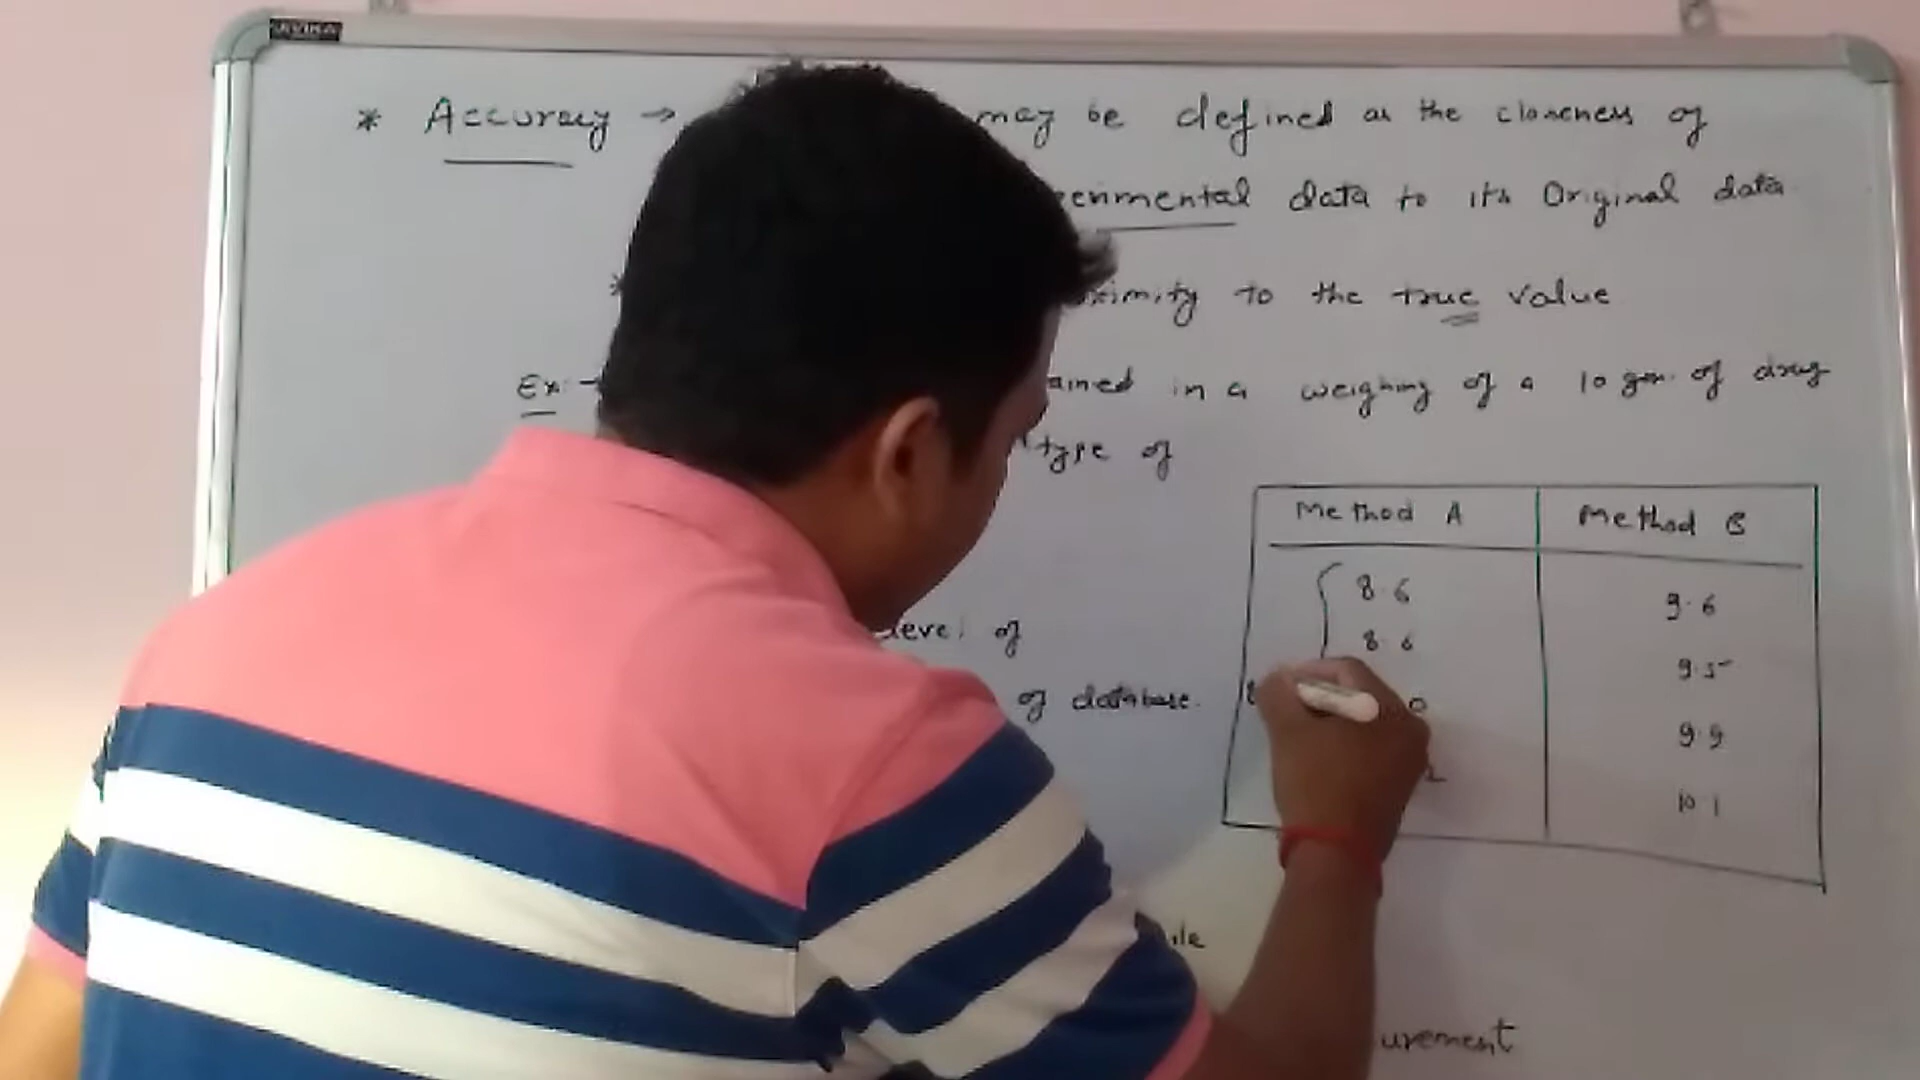 * Accuracy → may be defined as the closeness of
erimental data to its Original data
* ximity to the true value
Ex:- ained in a weighing of a 10 gm. of drug
type of
Method A Method B
8.6 9.6
level of
8.6
9.5
of database.
9.9
10.1
urement